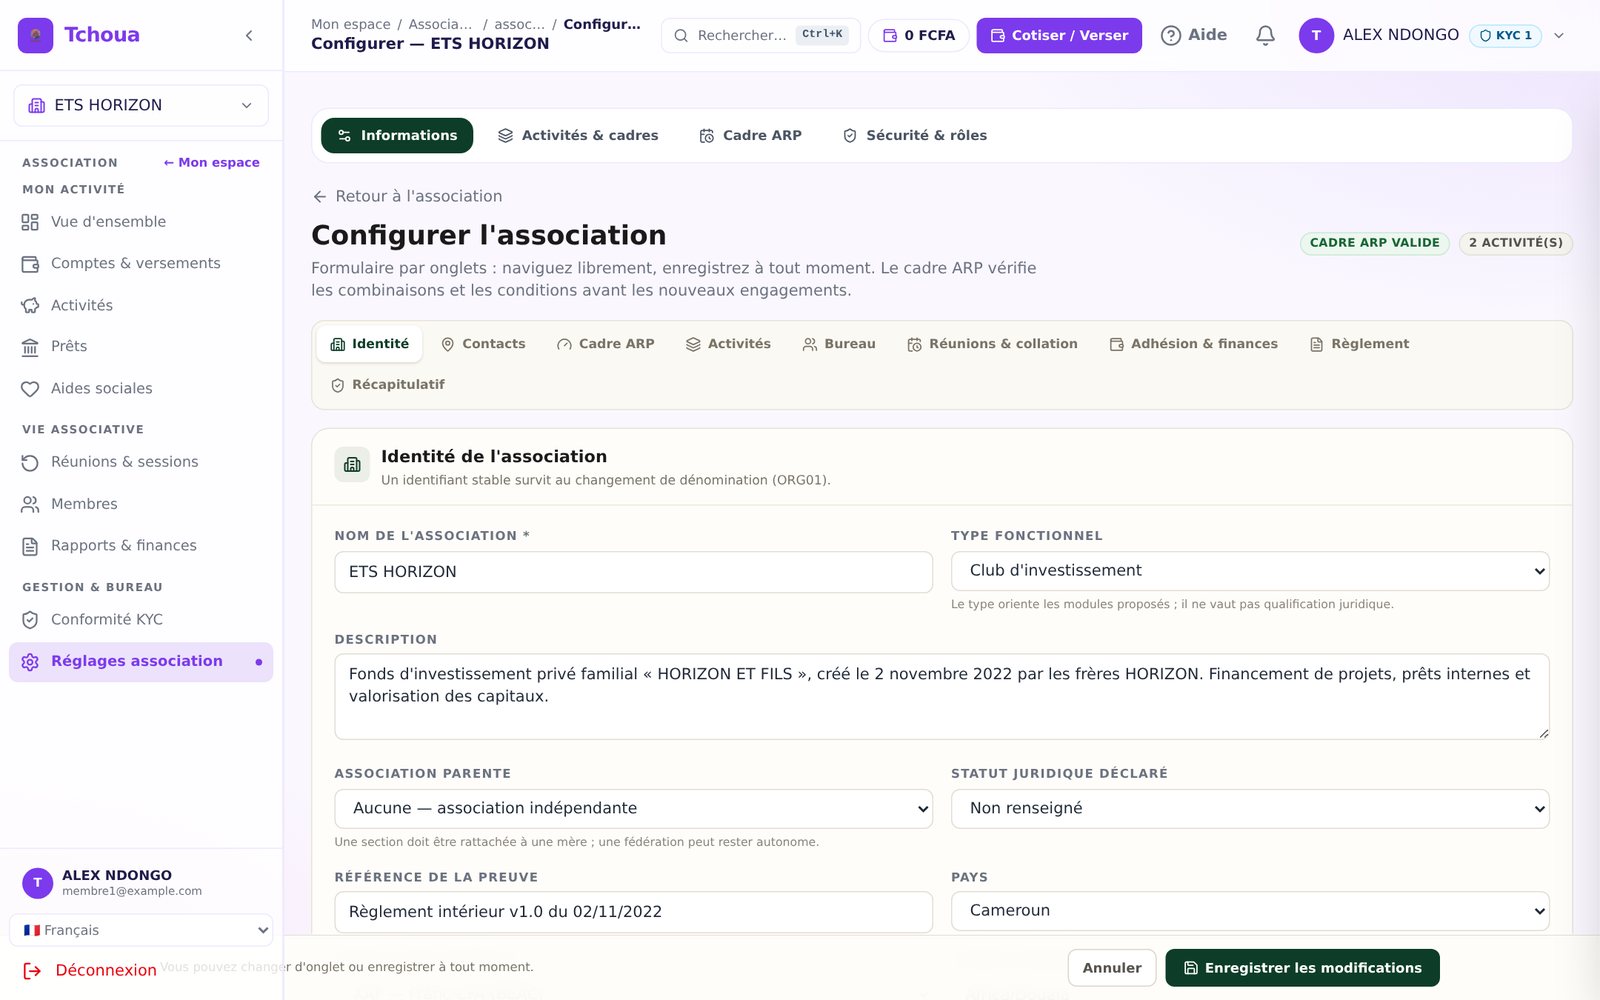 Tchoua
ETS HORIZON
ASSOCIATION
← Mon espace
MON ACTIVITÉ
Vue d'ensemble
Comptes & versements
Activités
Prêts
Aides sociales
VIE ASSOCIATIVE
Réunions & sessions
Membres
Rapports & finances
GESTION & BUREAU
Conformité KYC
Réglages association
T
ALEX NDONGO
membre1@example.com
Français
Déconnexion
Mon espace / Associa... / assoc... / Configur...
Configurer — ETS HORIZON
Rechercher... Ctrl+K
0 FCFA
Cotiser / Verser
Aide
T
ALEX NDONGO
KYC 1
Informations
Activités & cadres
Cadre ARP
Sécurité & rôles
← Retour à l'association
Configurer l'association
CADRE ARP VALIDE
2 ACTIVITÉ(S)
Formulaire par onglets : naviguez librement, enregistrez à tout moment. Le cadre ARP vérifie
les combinaisons et les conditions avant les nouveaux engagements.
Identité
Contacts
Cadre ARP
Activités
Bureau
Réunions & collation
Adhésion & finances
Règlement
Récapitulatif
Identité de l'association
Un identifiant stable survit au changement de dénomination (ORG01).
NOM DE L'ASSOCIATION *
ETS HORIZON
TYPE FONCTIONNEL
Club d'investissement
Le type oriente les modules proposés ; il ne vaut pas qualification juridique.
DESCRIPTION
Fonds d'investissement privé familial « HORIZON ET FILS », créé le 2 novembre 2022 par les frères HORIZON. Financement de projets, prêts internes et
valorisation des capitaux.
ASSOCIATION PARENTE
Aucune — association indépendante
Une section doit être rattachée à une mère ; une fédération peut rester autonome.
STATUT JURIDIQUE DÉCLARÉ
Non renseigné
RÉFÉRENCE DE LA PREUVE
Règlement intérieur v1.0 du 02/11/2022
PAYS
Cameroun
Vous pouvez changer d'onglet ou enregistrer à tout moment.
Annuler
Enregistrer les modifications